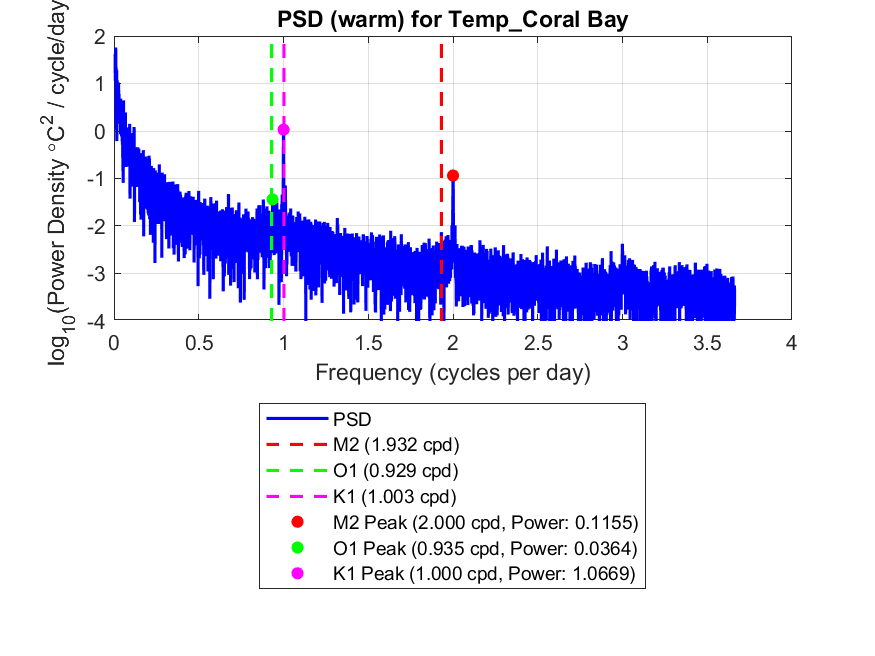 PSD (warm) for Temp_Coral Bay
log10(Power Density °C^2 / cycle/day
2
1
0
-1
-2
-3
-4
0 0.5 1 1.5 2 2.5 3 3.5 4
Frequency (cycles per day)
PSD
M2 (1.932 cpd)
O1 (0.929 cpd)
K1 (1.003 cpd)
M2 Peak (2.000 cpd, Power: 0.1155)
O1 Peak (0.935 cpd, Power: 0.0364)
K1 Peak (1.000 cpd, Power: 1.0669)